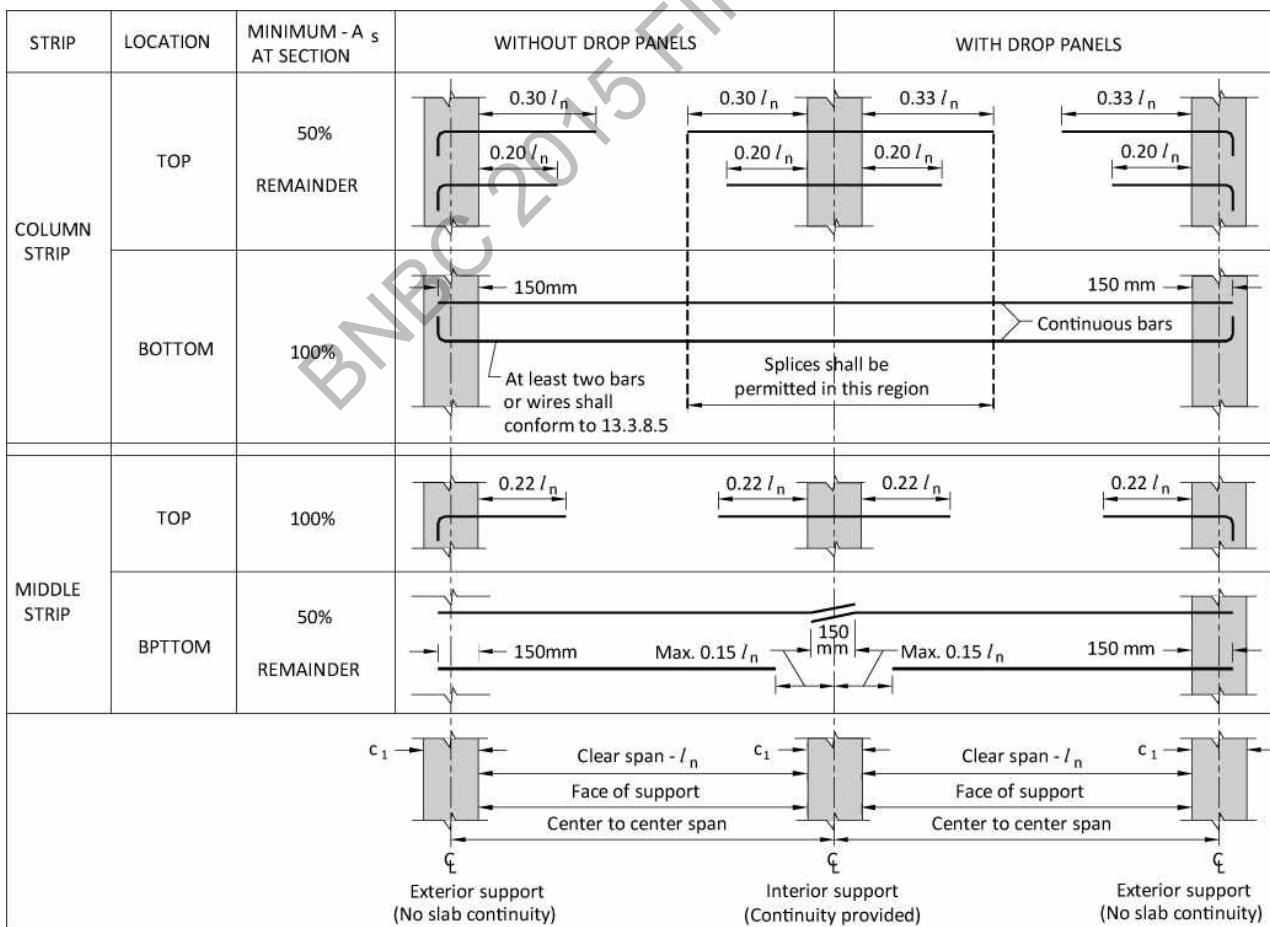 STRIP
LOCATION
MINIMUM - A s
AT SECTION
WITHOUT DROP PANELS
WITH DROP PANELS
COLUMN
STRIP
TOP
50%
REMAINDER
0.30 l n
0.30 l n
0.33 l n
0.33 l n
0.20 l n
0.20 l n
0.20 l n
0.20 l n
BOTTOM
100%
150mm
150 mm
Continuous bars
At least two bars
or wires shall
conform to 13.3.8.5
Splices shall be
permitted in this region
MIDDLE
STRIP
TOP
100%
0.22 l n
0.22 l n
0.22 l n
0.22 l n
BPTTOM
50%
REMAINDER
150
mm
150mm
Max. 0.15 l n
Max. 0.15 l n
150 mm
c 1
Clear span - l n
c 1
Clear span - l n
c 1
Face of support
Face of support
Center to center span
Center to center span
℄
℄
℄
Exterior support
(No slab continuity)
Interior support
(Continuity provided)
Exterior support
(No slab continuity)
BNBC 2015